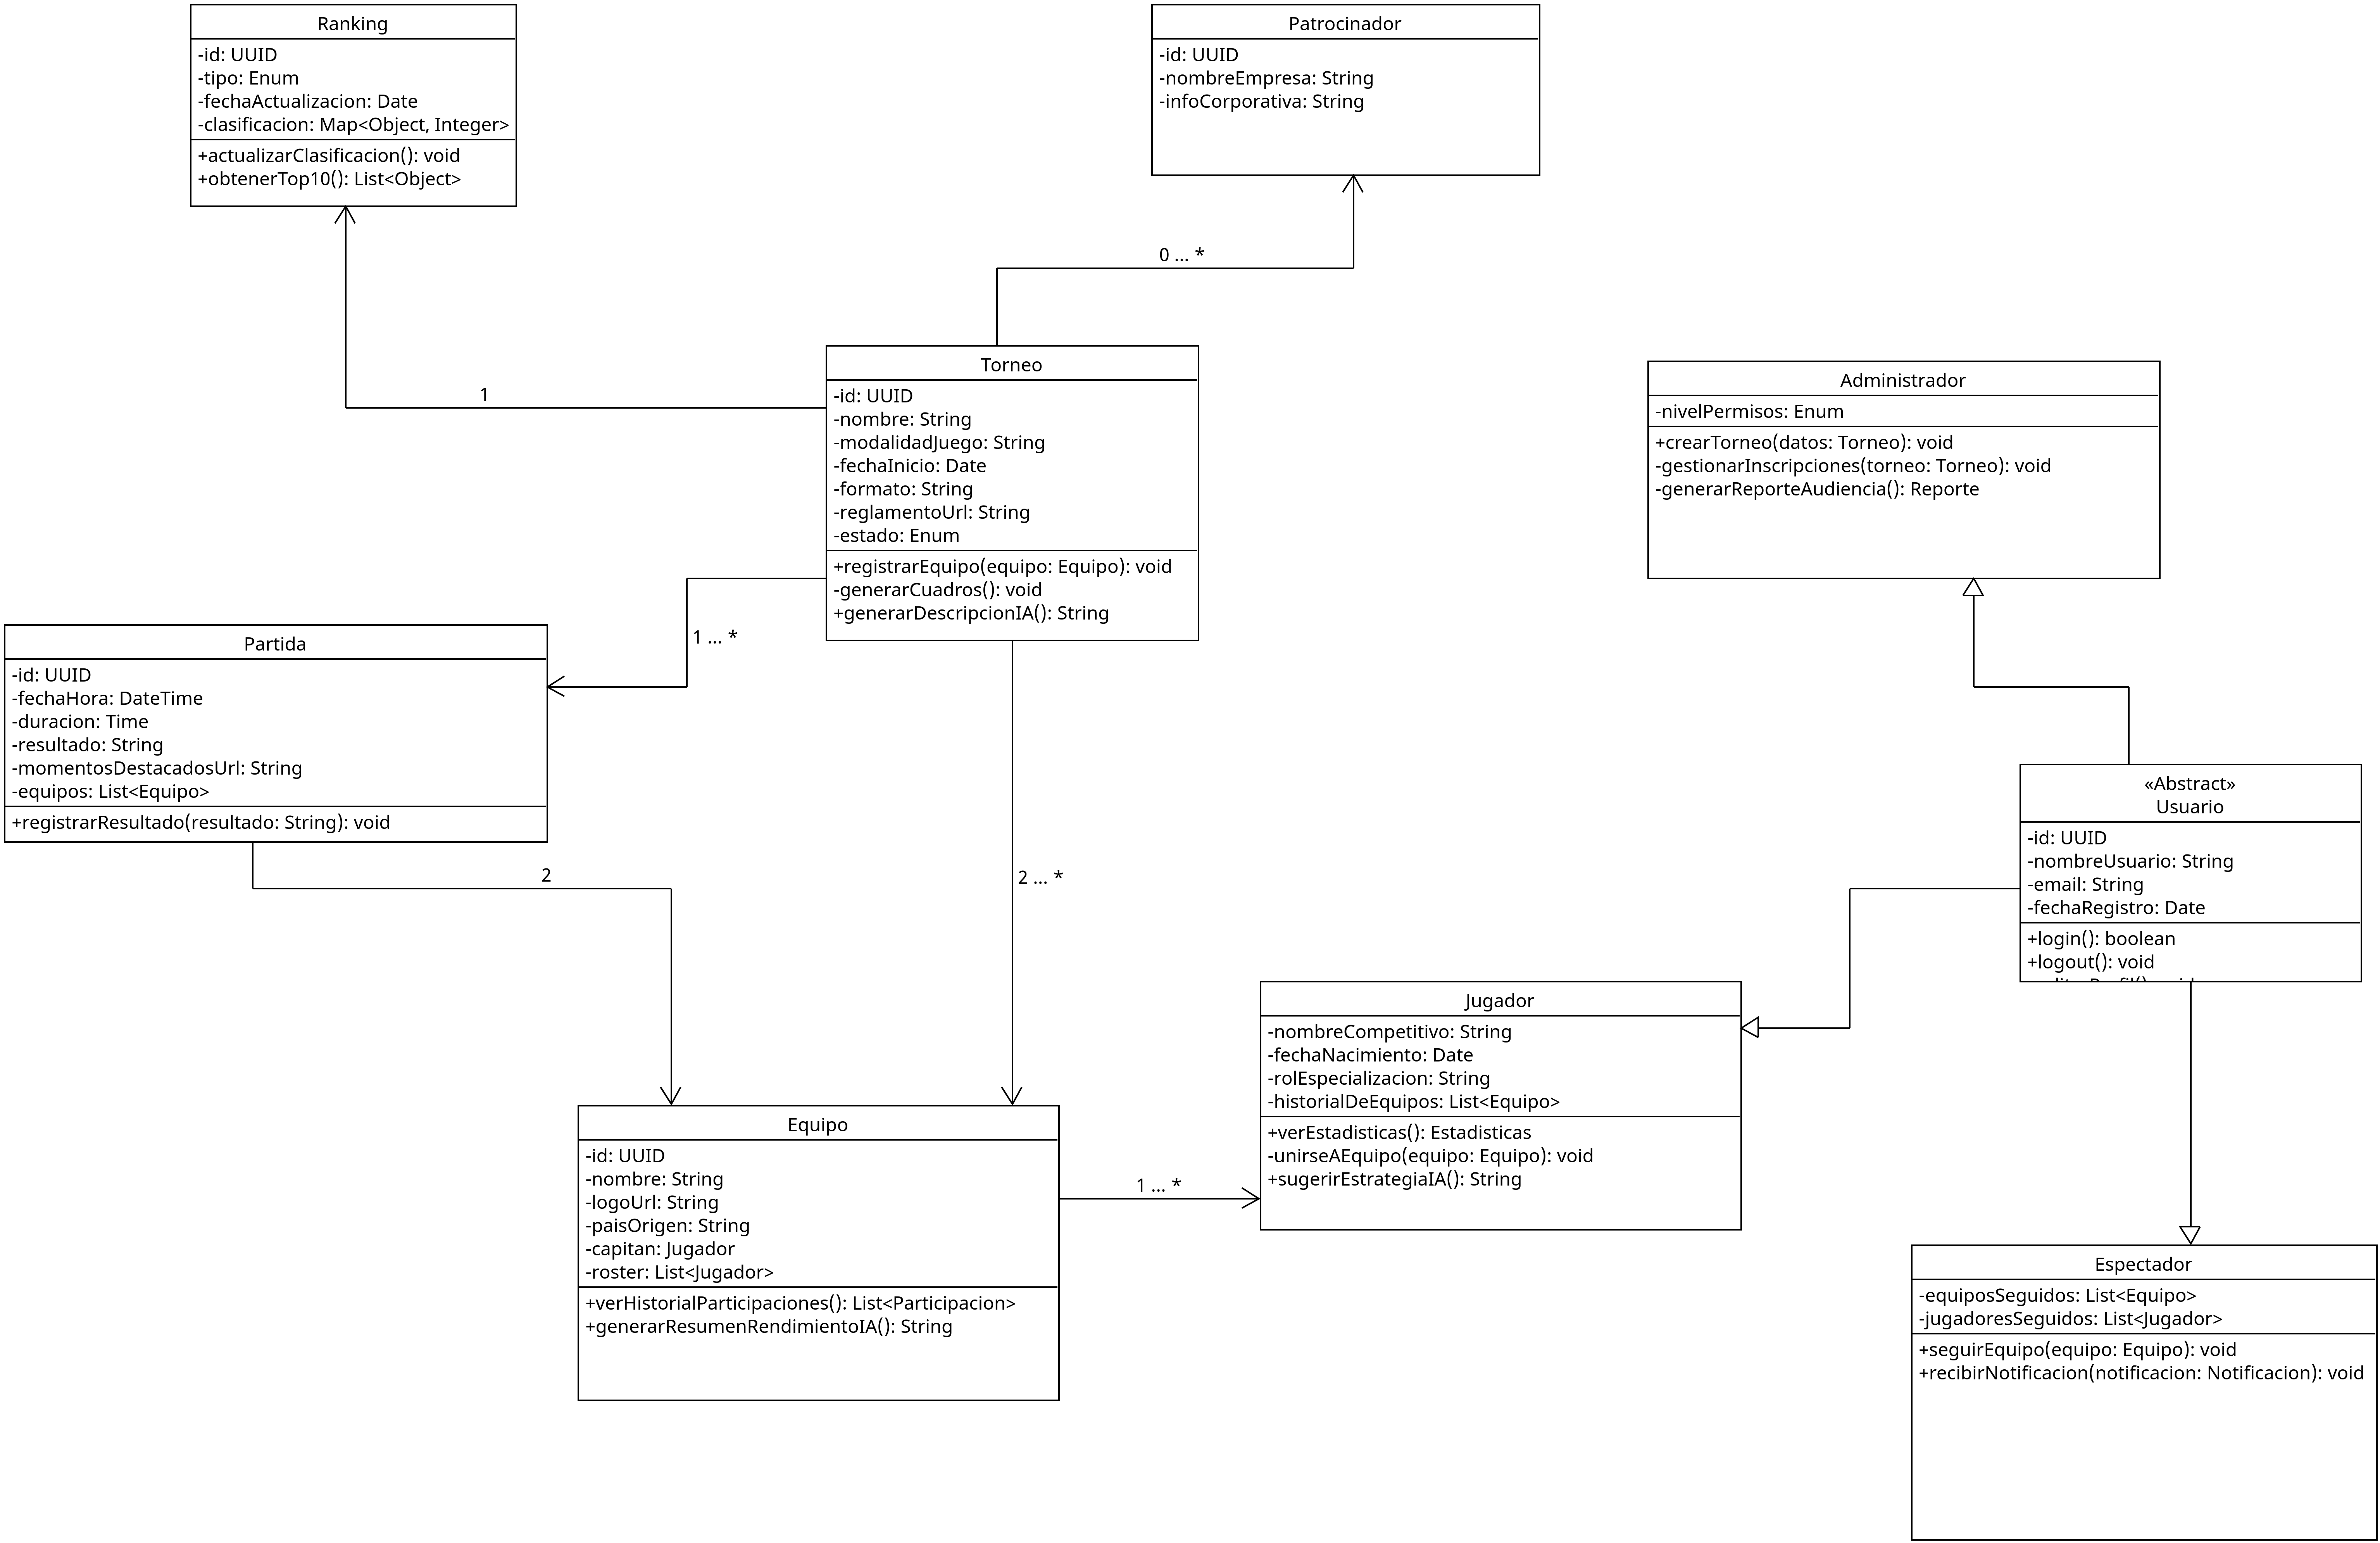 Ranking
-id: UUID
-tipo: Enum
-fechaActualizacion: Date
-clasificacion: Map<Object, Integer>
+actualizarClasificacion(): void
+obtenerTop10(): List<Object>
Patrocinador
-id: UUID
-nombreEmpresa: String
-infoCorporativa: String
0 ... *
1
Torneo
-id: UUID
-nombre: String
-modalidadJuego: String
-fechaInicio: Date
-formato: String
-reglamentoUrl: String
-estado: Enum
+registrarEquipo(equipo: Equipo): void
-generarCuadros(): void
+generarDescripcionIA(): String
Administrador
-nivelPermisos: Enum
+crearTorneo(datos: Torneo): void
-gestionarInscripciones(torneo: Torneo): void
-generarReporteAudiencia(): Reporte
1 ... *
Partida
-id: UUID
-fechaHora: DateTime
-duracion: Time
-resultado: String
-momentosDestacadosUrl: String
-equipos: List<Equipo>
+registrarResultado(resultado: String): void
2
2 ... *
«Abstract»
Usuario
-id: UUID
-nombreUsuario: String
-email: String
-fechaRegistro: Date
+login(): boolean
+logout(): void
Jugador
-nombreCompetitivo: String
-fechaNacimiento: Date
-rolEspecializacion: String
-historialDeEquipos: List<Equipo>
+verEstadisticas(): Estadisticas
-unirseAEquipo(equipo: Equipo): void
+sugerirEstrategiaIA(): String
Equipo
-id: UUID
-nombre: String
-logoUrl: String
-paisOrigen: String
-capitan: Jugador
-roster: List<Jugador>
+verHistorialParticipaciones(): List<Participacion>
+generarResumenRendimientoIA(): String
1 ... *
Espectador
-equiposSeguidos: List<Equipo>
-jugadoresSeguidos: List<Jugador>
+seguirEquipo(equipo: Equipo): void
+recibirNotificacion(notificacion: Notificacion): void